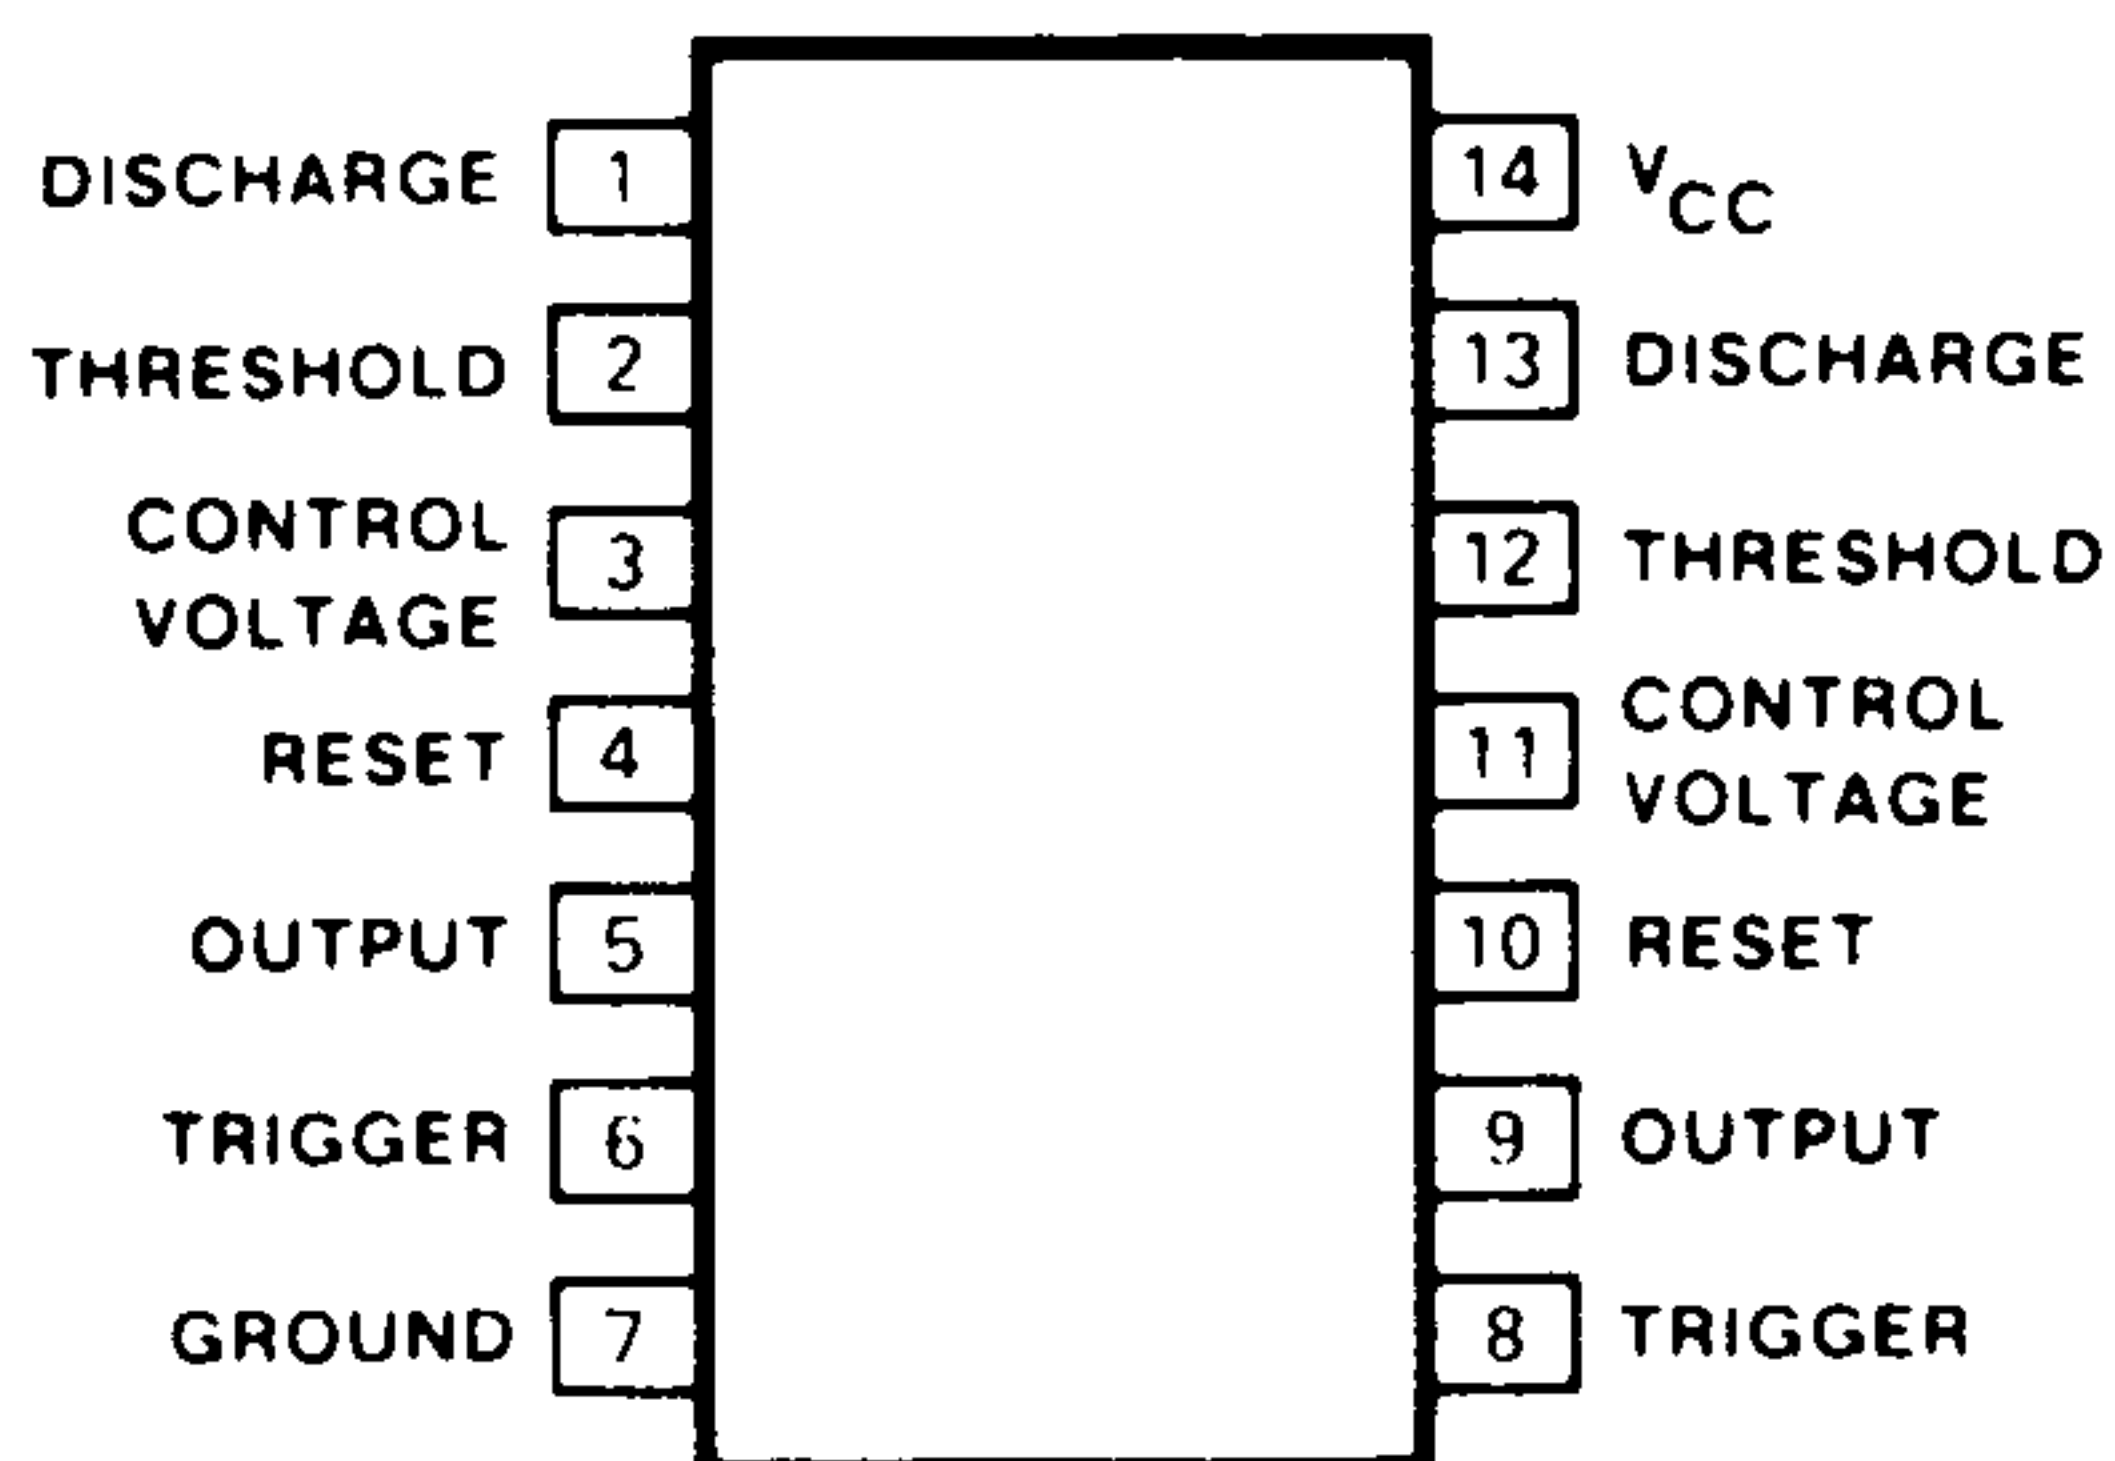 DISCHARGE 1
THRESHOLD 2
CONTROL
VOLTAGE 3
RESET 4
OUTPUT 5
TRIGGER 6
GROUND 7
14 VCC
13 DISCHARGE
12 THRESHOLD
11 CONTROL
VOLTAGE
10 RESET
9 OUTPUT
8 TRIGGER